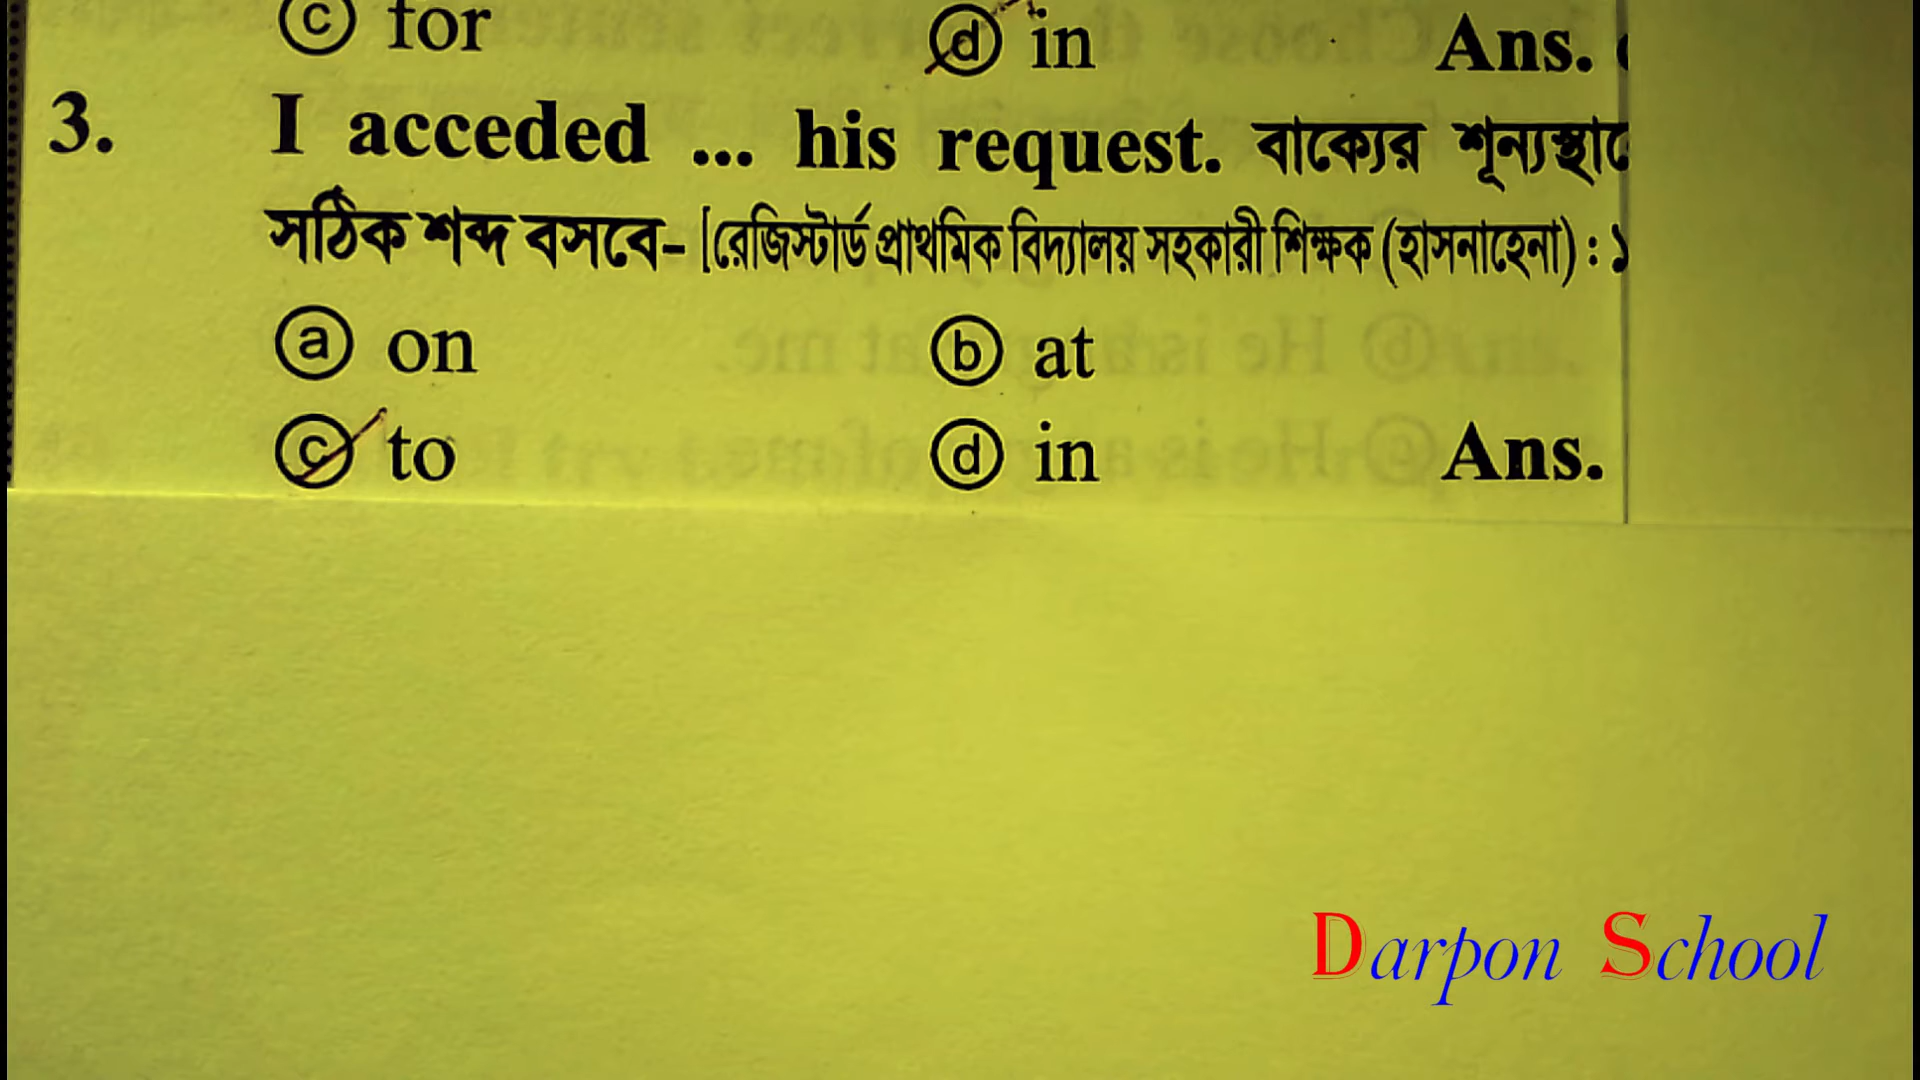 ⓒ for ⓓ in Ans.
3. I acceded ... his request. বাক্যের
সঠিক শব্দ বসবে– [রেজিস্টার্ড প্রাথমিক বিদ্যালয় সহকারী শিক্ষক (হাসনাহেনা) : ১
ⓐ on ⓑ at
ⓒ to ⓓ in Ans.
Darpon School